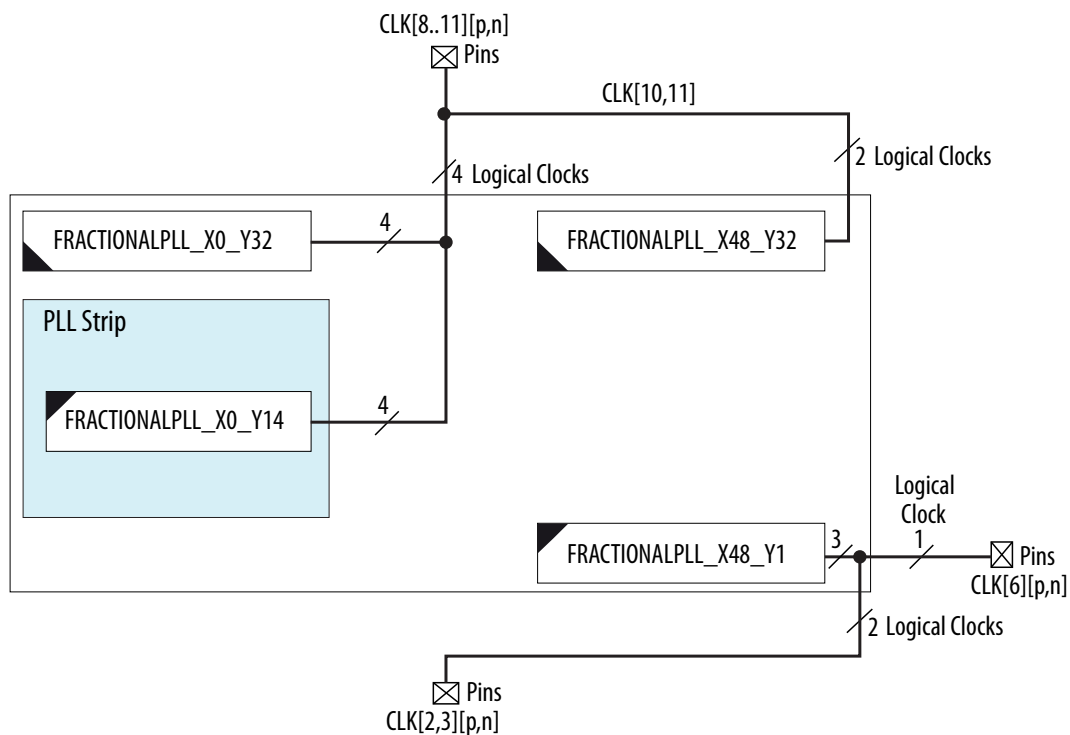 CLK[8..11][p,n]
Pins
CLK[10,11]
2 Logical Clocks
4 Logical Clocks
FRACTIONALPLL_X0_Y32
4
FRACTIONALPLL_X48_Y32
PLL Strip
FRACTIONALPLL_X0_Y14
4
Logical
Clock
FRACTIONALPLL_X48_Y1
3
1
Pins
CLK[6][p,n]
2 Logical Clocks
Pins
CLK[2,3][p,n]